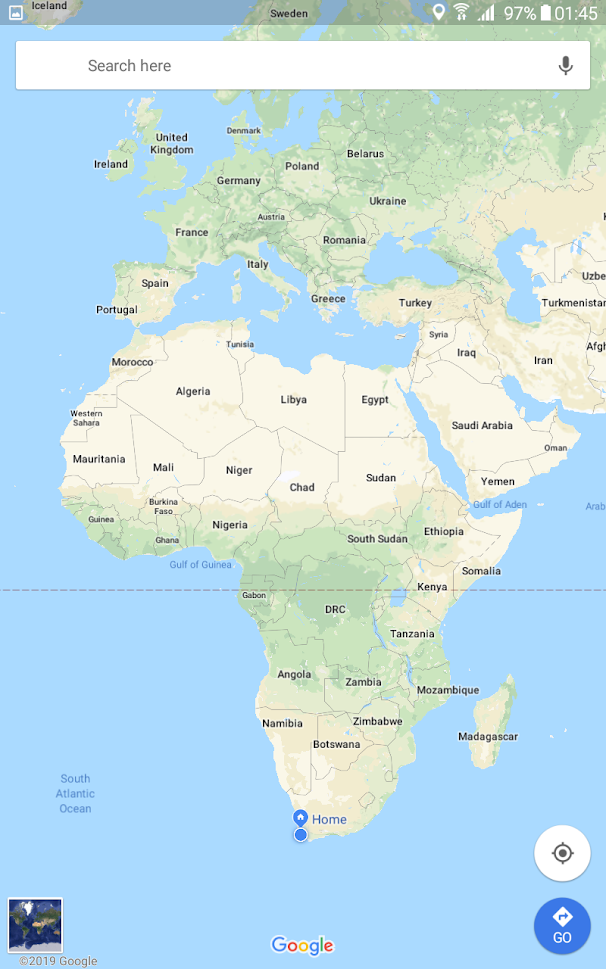 Iceland
Sweden
97% 01:45
Search here
Denmark
United
Kingdom
Ireland
Belarus
Poland
Germany
Ukraine
Austria
France
Romania
Italy
Spain
Greece
Portugal
Turkey
Uzbe
Turkmenistan
Syria
Tunisia
Iraq
Iran
Afgh
Morocco
Algeria
Libya
Egypt
Western
Sahara
Saudi Arabia
Oman
Mauritania
Mali
Niger
Chad
Sudan
Yemen
Burkina
Faso
Gulf of Aden
Arab
Guinea
Nigeria
Ghana
South Sudan
Ethiopia
Gulf of Guinea
Somalia
Kenya
Gabon
DRC
Tanzania
Angola
Zambia
Mozambique
Namibia
Zimbabwe
Madagascar
Botswana
South
Atlantic
Ocean
Home
GO
Google
©2019 Google